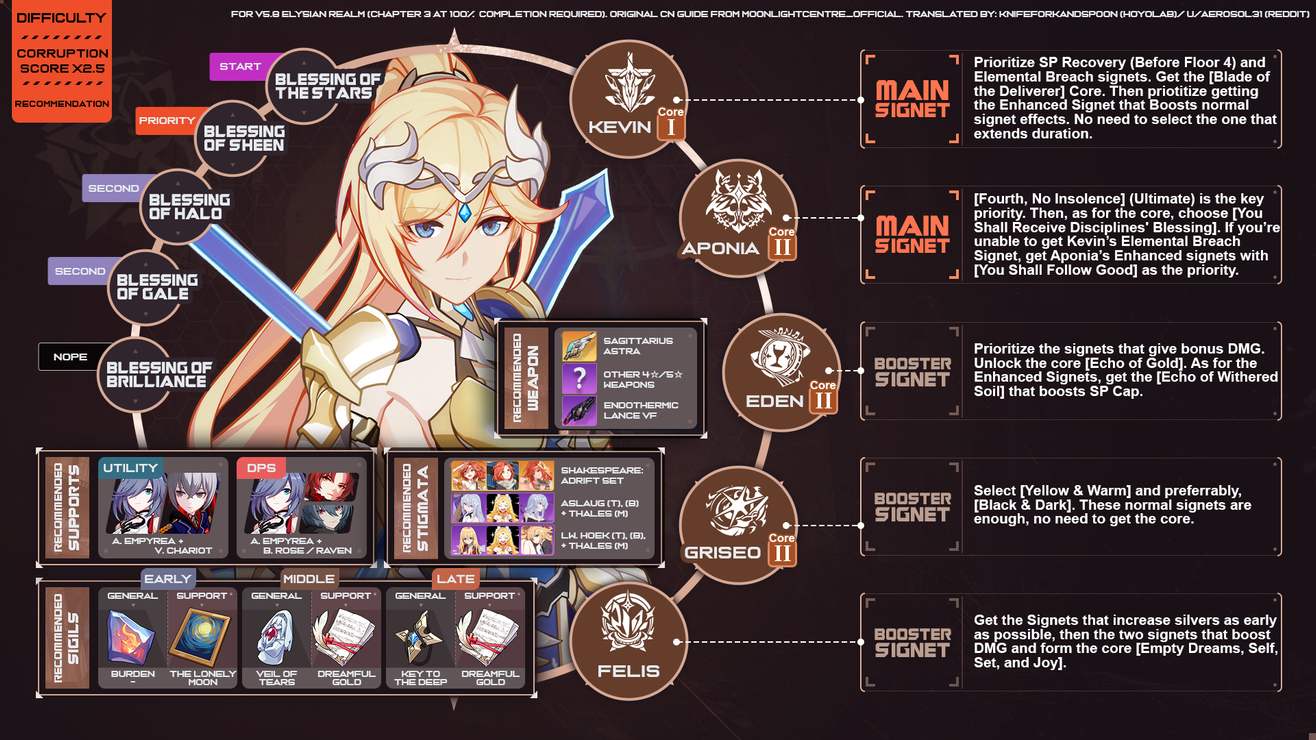 DIFFICULTY
CORRUPTION
SCORE X2.5
RECOMMENDATION
FOR V5.8 ELYSIAN REALM (CHAPTER 3 AT 100% COMPLETION REQUIRED). ORIGINAL CN GUIDE FROM MOONLIGHTCENTRE_OFFICIAL. TRANSLATED BY: KNIFEFORKANDSPOON (HOYOLAB)/ U/AEROSOL31 (REDDIT)
START
BLESSING OF
THE STARS
PRIORITY
BLESSING
OF SHEEN
SECOND
BLESSING
OF HALO
SECOND
BLESSING
OF GALE
NOPE
BLESSING OF
BRILLIANCE
KEVIN
Core
I
MAIN
SIGNET
Prioritize SP Recovery (Before Floor 4) and
Elemental Breach signets. Get the [Blade of
the Deliverer] Core. Then priotitize getting
the Enhanced Signet that Boosts normal
signet effects. No need to select the one that
extends duration.
APONIA
Core
II
MAIN
SIGNET
[Fourth, No Insolence] (Ultimate) is the key
priority. Then, as for the core, choose [You
Shall Receive Disciplines' Blessing]. If you're
unable to get Kevin's Elemental Breach
Signet, get Aponia's Enhanced signets with
[You Shall Follow Good] as the priority.
EDEN
Core
II
BOOSTER
SIGNET
Prioritize the signets that give bonus DMG.
Unlock the core [Echo of Gold]. As for the
Enhanced Signets, get the [Echo of Withered
Soil] that boosts SP Cap.
GRISEO
Core
II
BOOSTER
SIGNET
Select [Yellow & Warm] and preferrably,
[Black & Dark]. These normal signets are
enough, no need to get the core.
FELIS
BOOSTER
SIGNET
Get the Signets that increase silvers as early
as possible, then the two signets that boost
DMG and form the core [Empty Dreams, Self,
Set, and Joy].
RECOMMENDED
WEAPON
SAGITTARIUS
ASTRA
?
OTHER 4☆/5☆
WEAPONS
ENDOTHERMIC
LANCE VF
RECOMMENDED
SUPPORTS
UTILITY
A. EMPYREA +
V. CHARIOT
DPS
A. EMPYREA +
B. ROSE / RAVEN
RECOMMENDED
STIGMATA
SHAKESPEARE:
ADRIFT SET
ASLAUG (T), (B)
+ THALES (M)
LW. HOEK (T), (B),
+ THALES (M)
RECOMMENDED
SIGILS
EARLY
GENERAL
BURDEN
-
SUPPORT
THE LONELY
MOON
MIDDLE
GENERAL
VEIL OF
TEARS
SUPPORT
DREAMFUL
GOLD
LATE
GENERAL
KEY TO
THE DEEP
SUPPORT
DREAMFUL
GOLD